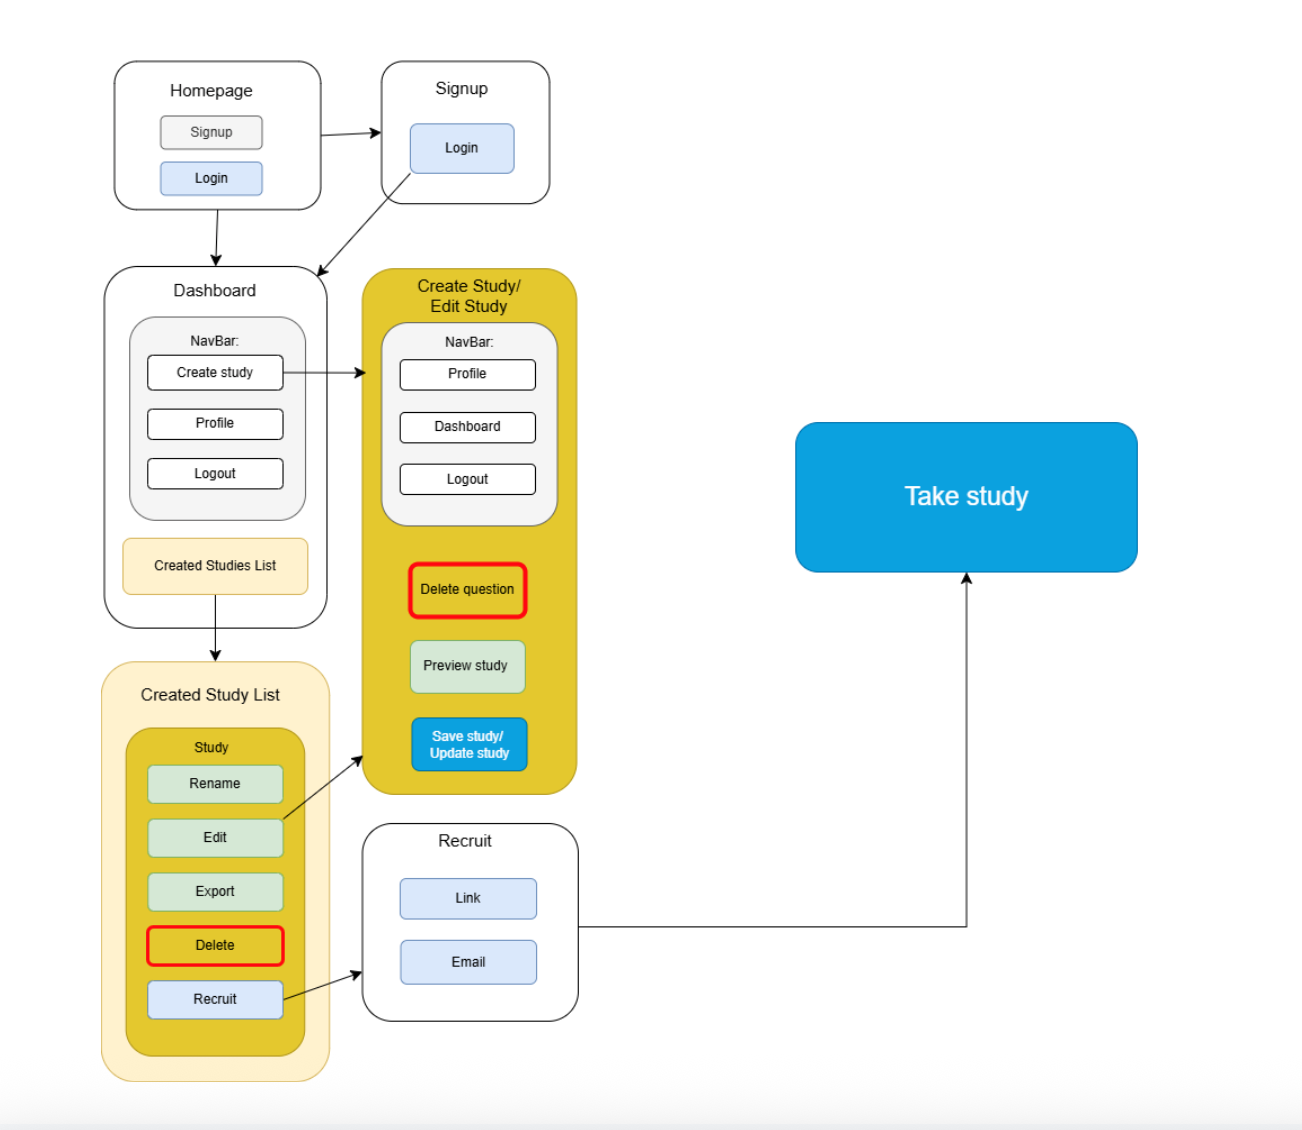 Homepage
Signup
Login
Signup
Login
Dashboard
NavBar:
Create study
Profile
Logout
Created Studies List
Create Study/
Edit Study
NavBar:
Profile
Dashboard
Logout
Delete question
Preview study
Save study/
Update study
Take study
Created Study List
Study
Rename
Edit
Export
Delete
Recruit
Recruit
Link
Email